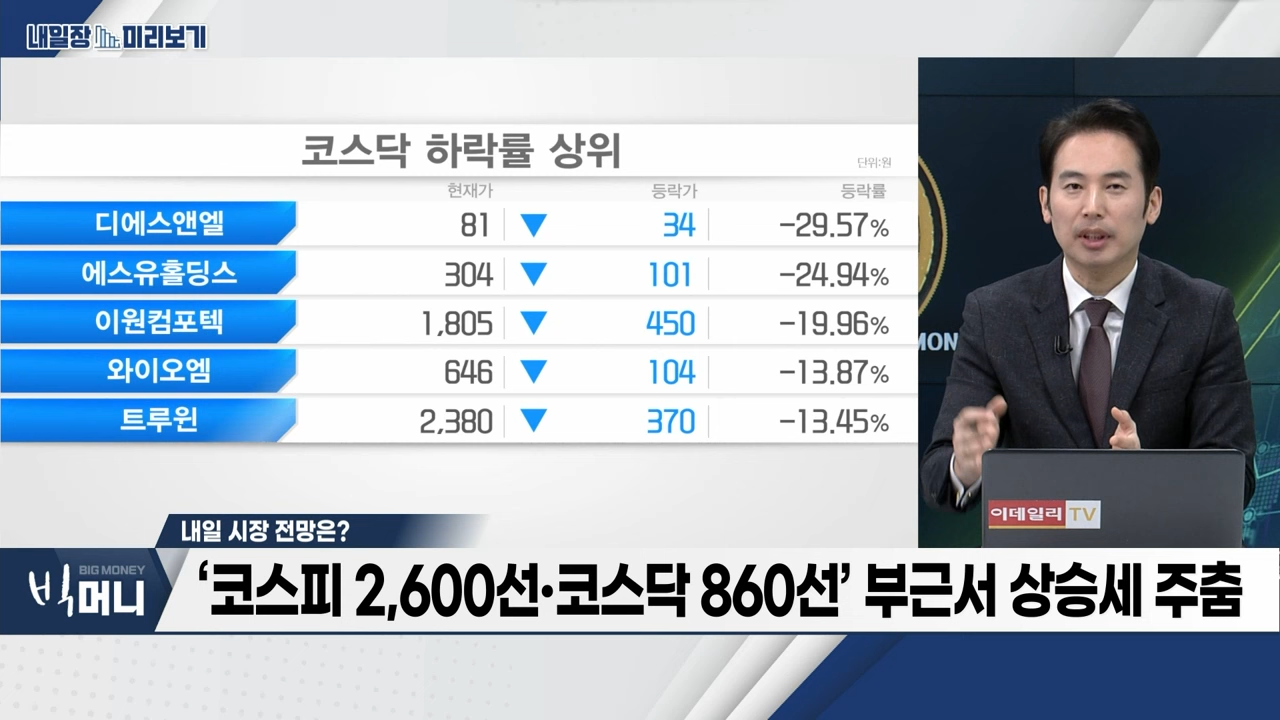 내일장 미리보기
코스닥 하락률 상위
단위:원
현재가 등락가 등락률
디에스앤엘 81 ▼ 34 -29.57%
에스유홀딩스 304 ▼ 101 -24.94%
이원컴포텍 1,805 ▼ 450 -19.96%
와이오엠 646 ▼ 104 -13.87%
트루윈 2,380 ▼ 370 -13.45%
MON
이데일리 TV
내일 시장 전망은?
BIG MONEY
빅머니
‘코스피 2,600선·코스닥 860선’ 부근서 상승세 주춤